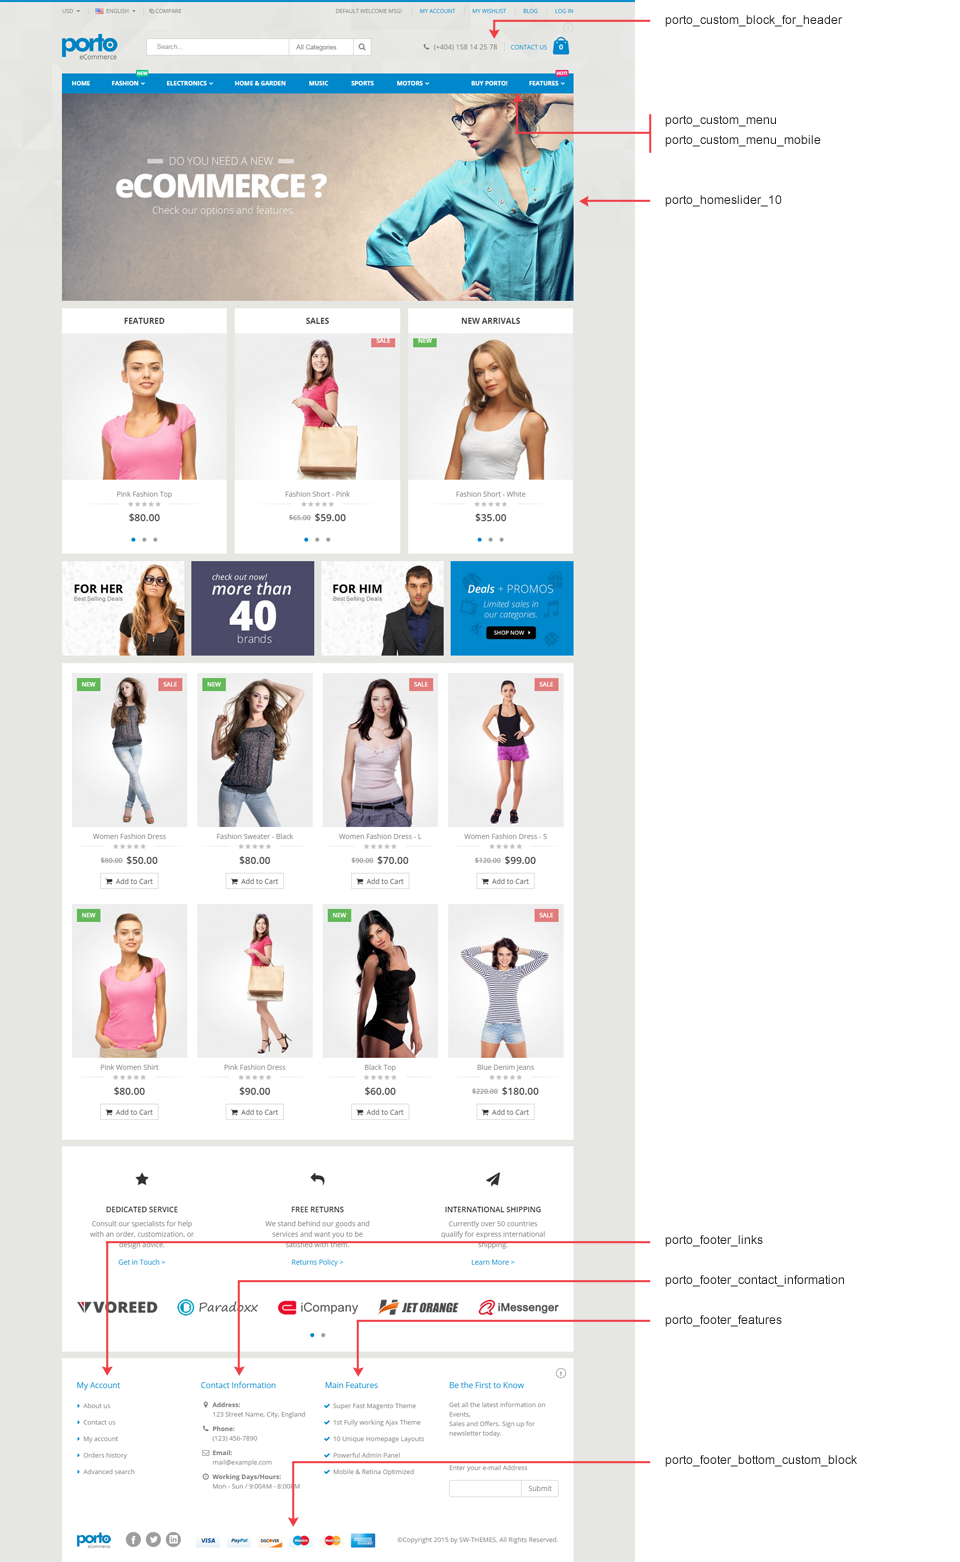 USD ENGLISH COMPARE DEFAULT WELCOME MSG! MY ACCOUNT MY WISHLIST BLOG LOG IN
porto_custom_block_for_header
porto
eCommerce
Search... All Categories (+404) 158 14 25 78 CONTACT US 0
NEW HOT!
HOME FASHION ELECTRONICS HOME & GARDEN MUSIC SPORTS MOTORS BUY PORTO! FEATURES
porto_custom_menu
porto_custom_menu_mobile
DO YOU NEED A NEW
eCOMMERCE ?
Check our options and features.
porto_homeslider_10
FEATURED SALES NEW ARRIVALS
SALE NEW
Pink Fashion Top Fashion Short - Pink Fashion Short - White
$80.00 $65.00 $59.00 $35.00
FOR HER
Best Selling Deals
check out now!
more than
40
brands
FOR HIM
Best Selling Deals
Deals + PROMOS
Limited sales in
our categories.
SHOP NOW
NEW SALE NEW SALE SALE
Women Fashion Dress Fashion Sweater - Black Women Fashion Dress - L Women Fashion Dress - S
$80.00 $50.00 $80.00 $90.00 $70.00 $120.00 $99.00
Add to Cart Add to Cart Add to Cart Add to Cart
NEW NEW SALE
Pink Women Shirt Pink Fashion Dress Black Top Blue Denim Jeans
$80.00 $90.00 $60.00 $220.00 $180.00
Add to Cart Add to Cart Add to Cart Add to Cart
DEDICATED SERVICE
Consult our specialists for help
with an order, customization, or
design advice.
Get in Touch >
FREE RETURNS
We stand behind our goods and
services and want you to be
satisfied with them.
Returns Policy >
INTERNATIONAL SHIPPING
Currently over 50 countries
qualify for express international
shipping.
Learn More >
porto_footer_links
porto_footer_contact_information
VOREED Paradoxx iCompany JET ORANGE iMessenger
porto_footer_features
My Account
About us
Contact us
My account
Orders history
Advanced search
Contact Information
Address:
123 Street Name, City, England
Phone:
(123) 456-7890
Email:
mail@example.com
Working Days/Hours:
Mon - Sun / 9:00AM - 8:00PM
Main Features
Super Fast Magento Theme
1st Fully working Ajax Theme
10 Unique Homepage Layouts
Powerful Admin Panel
Mobile & Retina Optimized
Be the First to Know
Get all the latest information on
Events,
Sales and Offers. Sign up for
newsletter today.
Enter your e-mail Address
Submit
porto_footer_bottom_custom_block
porto
eCommerce
VISA PayPal DISCOVER Maestro MasterCard AMERICAN EXPRESS
©Copyright 2015 by SW-THEMES. All Rights Reserved.